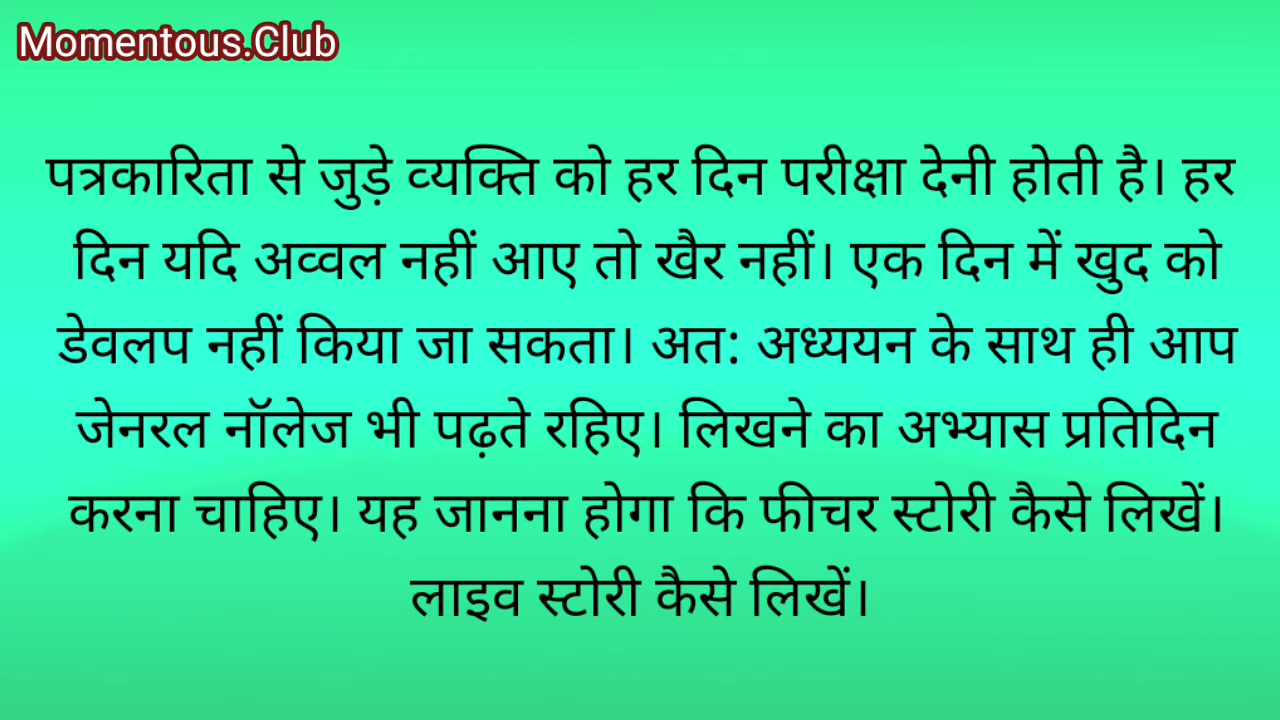 Momentous.Club
पत्रकारिता से जुड़े व्यक्ति को हर दिन परीक्षा देनी होती है। हर
दिन यदि अव्वल नहीं आए तो खैर नहीं। एक दिन में खुद को
डेवलप नहीं किया जा सकता। अत: अध्ययन के साथ ही आप
जेनरल नॉलेज भी पढ़ते रहिए। लिखने का अभ्यास प्रतिदिन
करना चाहिए। यह जानना होगा कि फीचर स्टोरी कैसे लिखें।
लाइव स्टोरी कैसे लिखें।